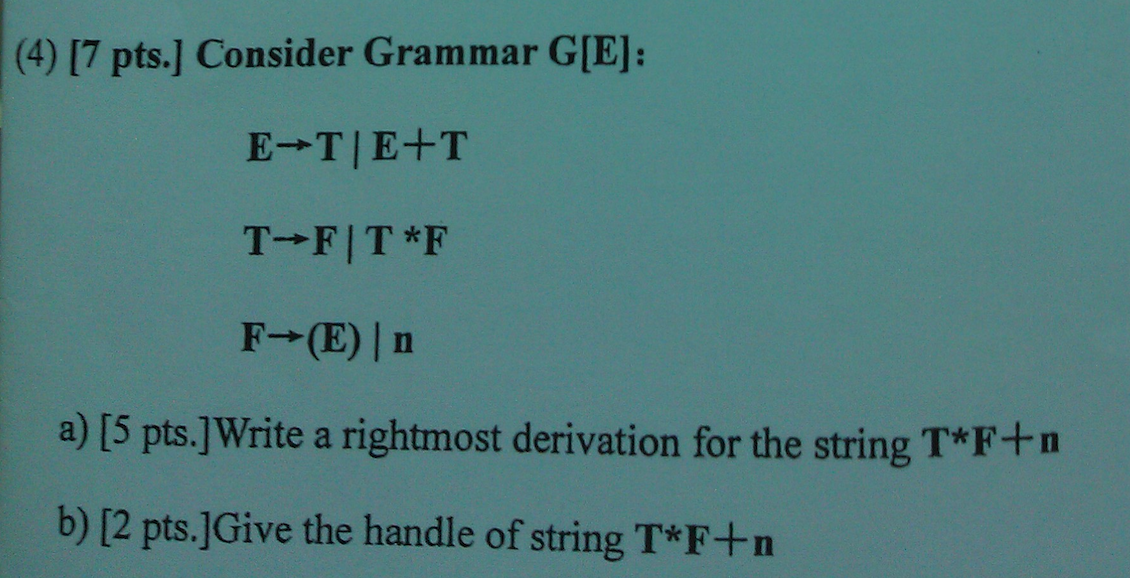 (4) [7 pts.] Consider Grammar G[E]:
E→T | E+T
T→F | T *F
F→(E) | n
a) [5 pts.]Write a rightmost derivation for the string T*F+n
b) [2 pts.]Give the handle of string T*F+n